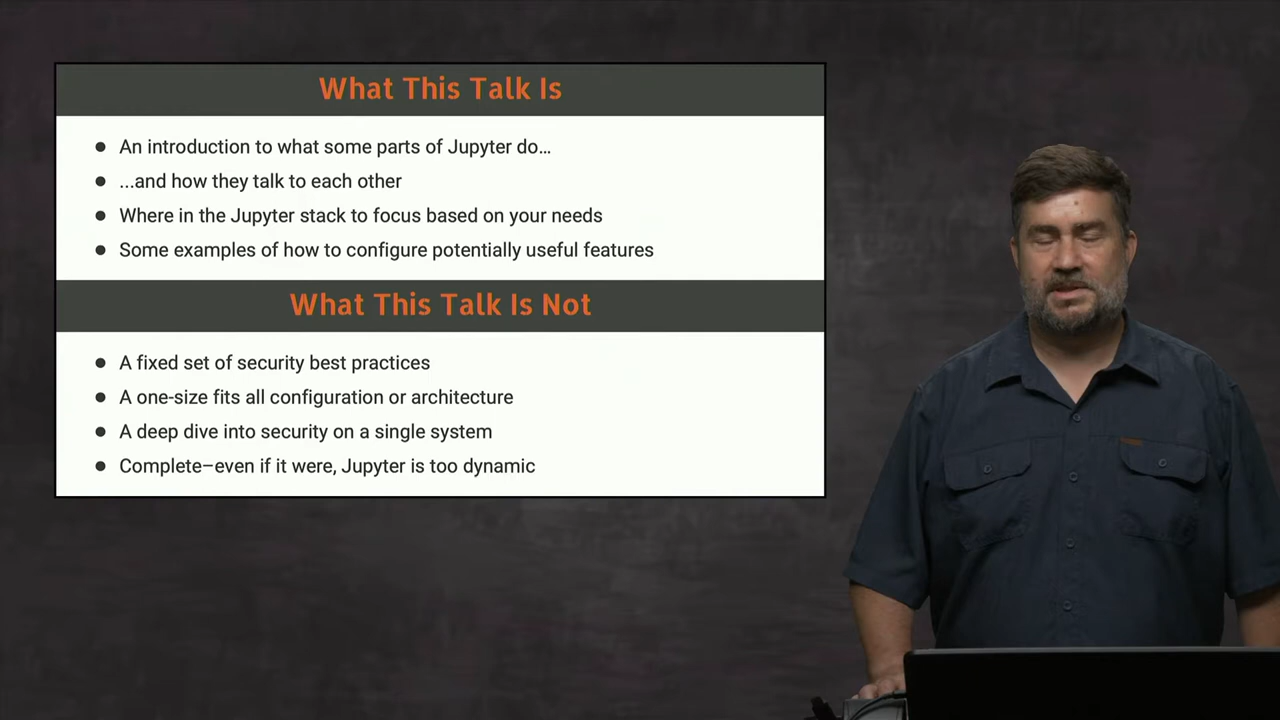 What This Talk Is
An introduction to what some parts of Jupyter do…
...and how they talk to each other
Where in the Jupyter stack to focus based on your needs
Some examples of how to configure potentially useful features
What This Talk Is Not
A fixed set of security best practices
A one-size fits all configuration or architecture
A deep dive into security on a single system
Complete–even if it were, Jupyter is too dynamic